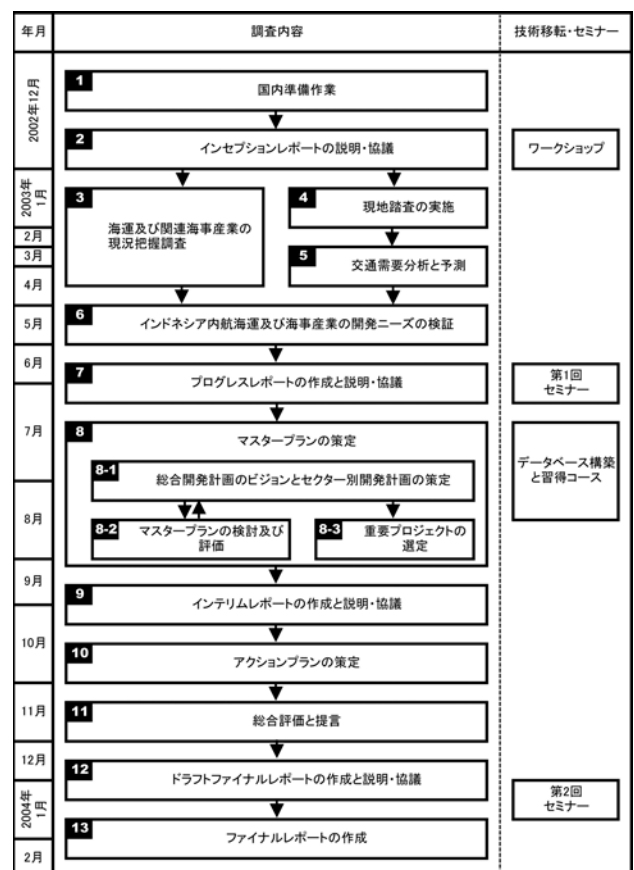 年月
調査内容
技術移転・セミナー
2002年12月
1
国内準備作業
2
インセプションレポートの説明・協議
ワークショップ
2003年
1月
3
海運及び関連海事産業の
現況把握調査
4
現地踏査の実施
2月
3月
5
交通需要分析と予測
4月
5月
6
インドネシア内航海運及び海事産業の開発ニーズの検証
6月
7
プログレスレポートの作成と説明・協議
第1回
セミナー
7月
8
マスタープランの策定
データベース構築
と習得コース
8-1
総合開発計画のビジョンとセクター別開発計画の策定
8月
8-2
マスタープランの検討及び
評価
8-3
重要プロジェクトの
選定
9月
9
インテリムレポートの作成と説明・協議
10月
10
アクションプランの策定
11月
11
総合評価と提言
12月
12
ドラフトファイナルレポートの作成と説明・協議
2004年
1月
第2回
セミナー
13
ファイナルレポートの作成
2月